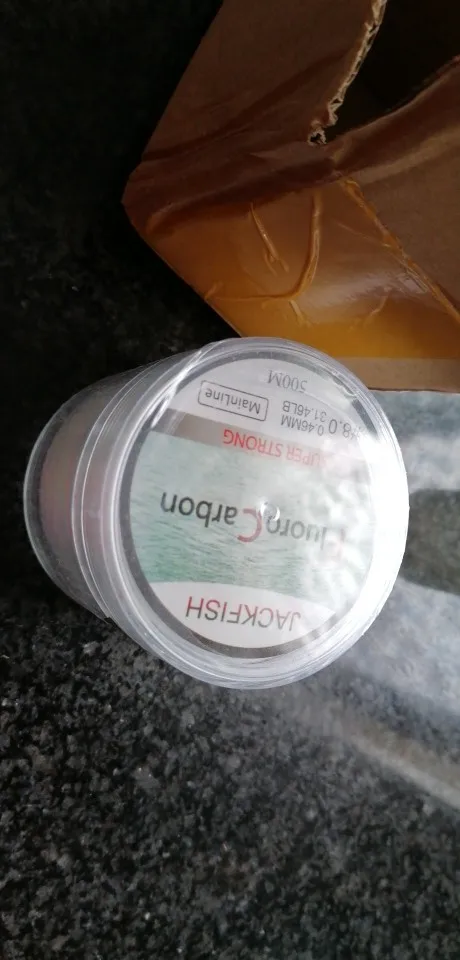 JACKFISH
FluoroCarbon
SUPER STRONG
#8.0 31.46LB
0.46MM
MainLine
500M